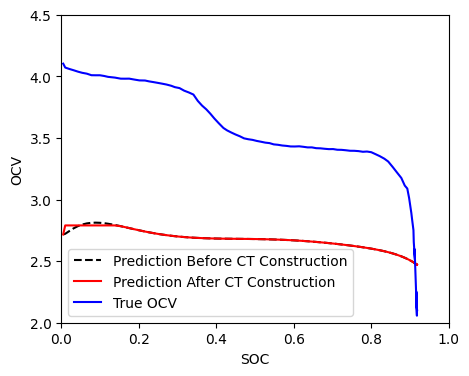 4.5
4.0
3.5
3.0
2.5
2.0
OCV
Prediction Before CT Construction
Prediction After CT Construction
True OCV
0.0 0.2 0.4 0.6 0.8 1.0
SOC